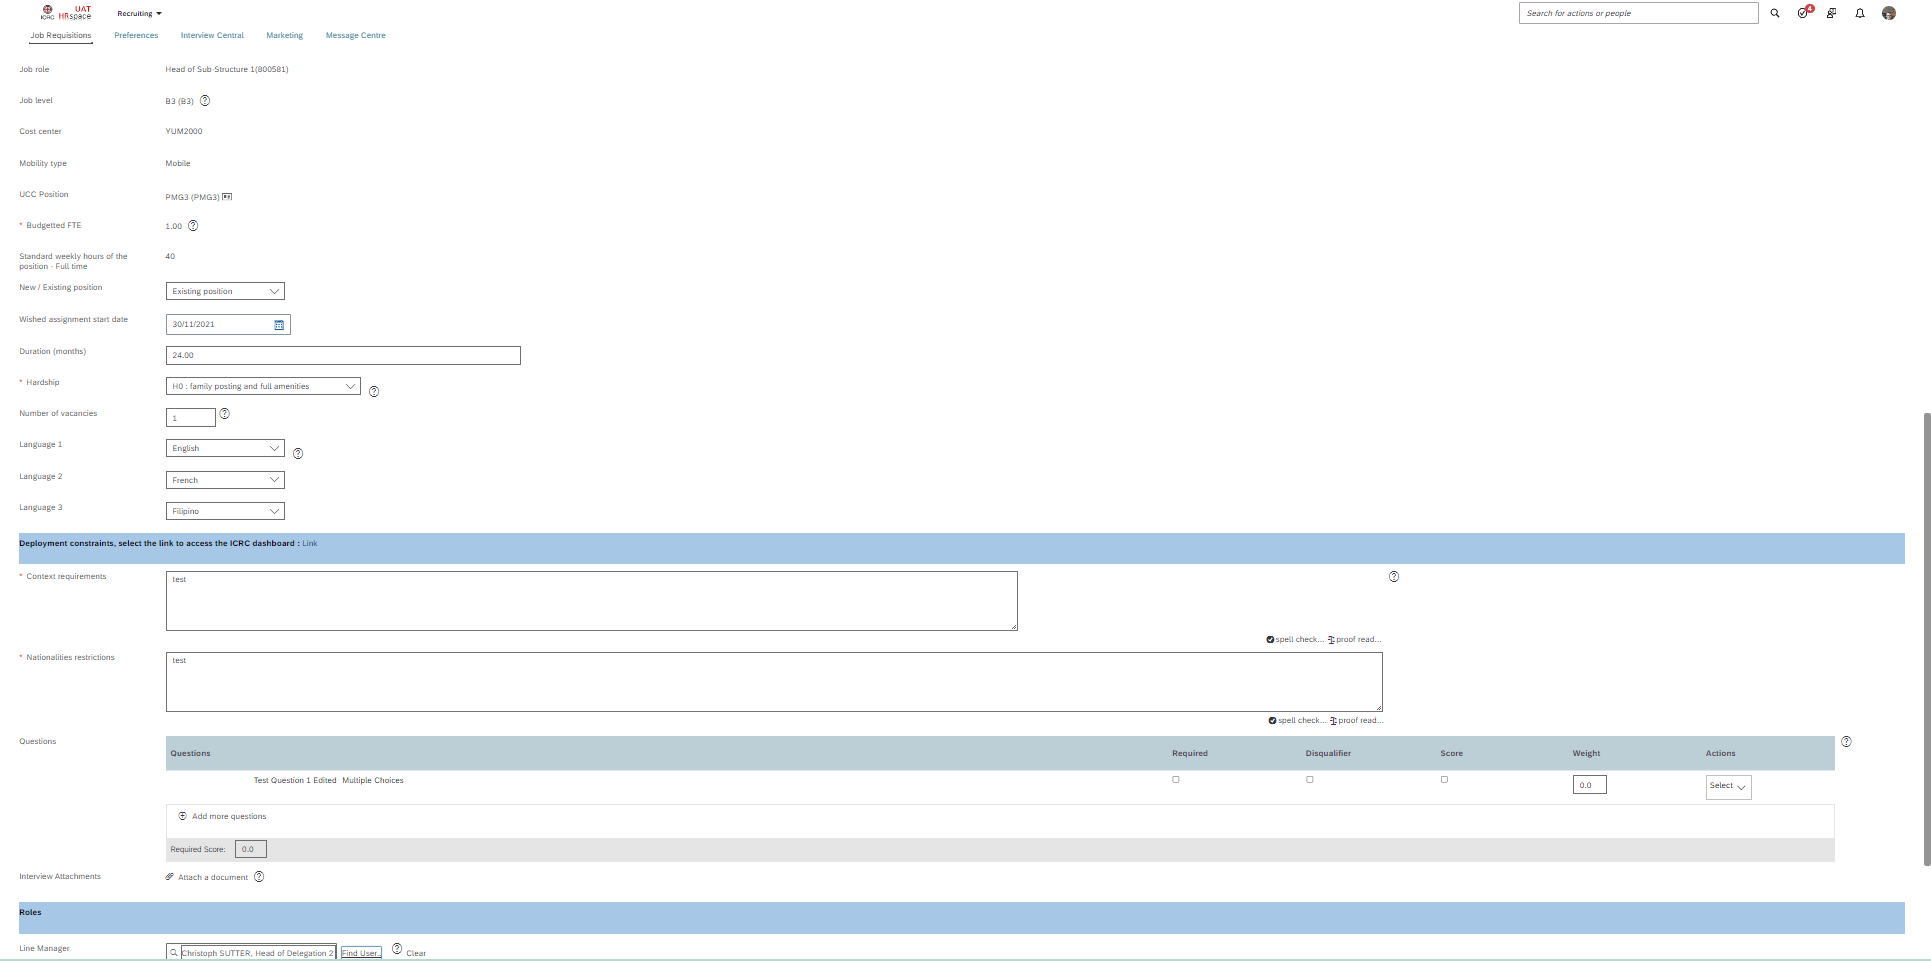 ICRC UAT HRspace
Recruiting
Search for actions or people
4
Job Requisitions Preferences Interview Central Marketing Message Centre
Job role Head of Sub-Structure 1(800581)
Job level B3 (B3) ?
Cost center YUM2000
Mobility type Mobile
UCC Position PMG3 (PMG3)
* Budgetted FTE 1.00 ?
Standard weekly hours of the 40
position - Full time
New / Existing position Existing position
Wished assignment start date 30/11/2021
Duration (months) 24.00
* Hardship H0 : family posting and full amenities ?
Number of vacancies 1 ?
Language 1 English ?
Language 2 French
Language 3 Filipino
Deployment constraints, select the link to access the ICRC dashboard : Link
* Context requirements test ?
spell check... proof read...
* Nationalities restrictions test
spell check... proof read...
Questions ?
Questions Required Disqualifier Score Weight Actions
Test Question 1 Edited Multiple Choices 0.0 Select
Add more questions
Required Score: 0.0
Interview Attachments Attach a document ?
Roles
Line Manager Christoph SUTTER, Head of Delegation 2 Find User.. ? Clear